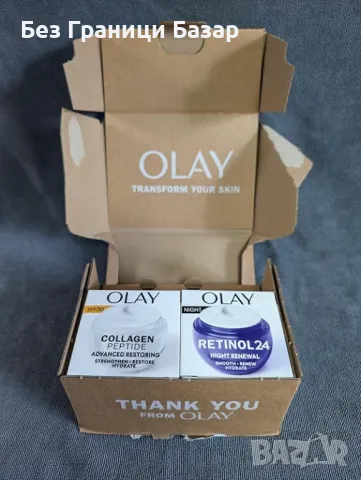 Без Граници Базар
OLAY
TRANSFORM YOUR SKIN
OLAY
COLLAGEN
PEPTIDE
ADVANCED RESTORING
STRENGTHEN • RESTORE
HYDRATE
NIGHT
OLAY
RETINOL24
NIGHT RENEWAL
SMOOTH • RENEW
HYDRATE
THANK YOU
FROM OLAY
BAZAR